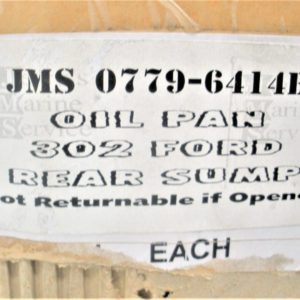 JMS 0779-6414
OIL PAN
302 FORD
REAR SUMP
ot Returnable if Opene
EACH